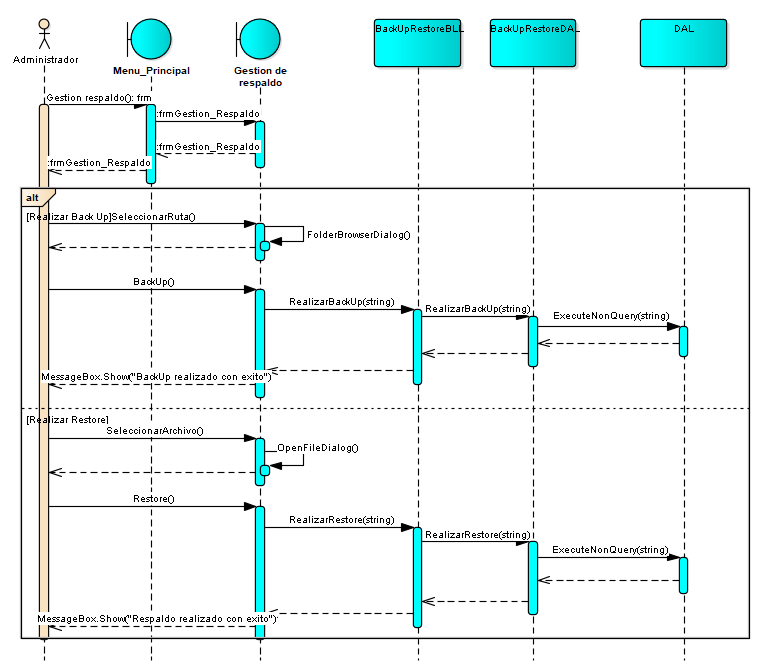 BackUpRestoreBLL
BackUpRestoreDAL
DAL
Administrador
Menu_Principal
Gestion de
respaldo
Gestion respaldo(): frm
:frmGestion_Respaldo
:frmGestion_Respaldo
:frmGestion_Respaldo
alt
[Realizar Back Up]SeleccionarRuta()
FolderBrowserDialog()
BackUp()
RealizarBackUp(string)
RealizarBackUp(string)
ExecuteNonQuery(string)
MessageBox.Show("BackUp realizado con exito")
[Realizar Restore]
SeleccionarArchivo()
OpenFileDialog()
Restore()
RealizarRestore(string)
RealizarRestore(string)
ExecuteNonQuery(string)
MessageBox.Show("Respaldo realizado con exito")